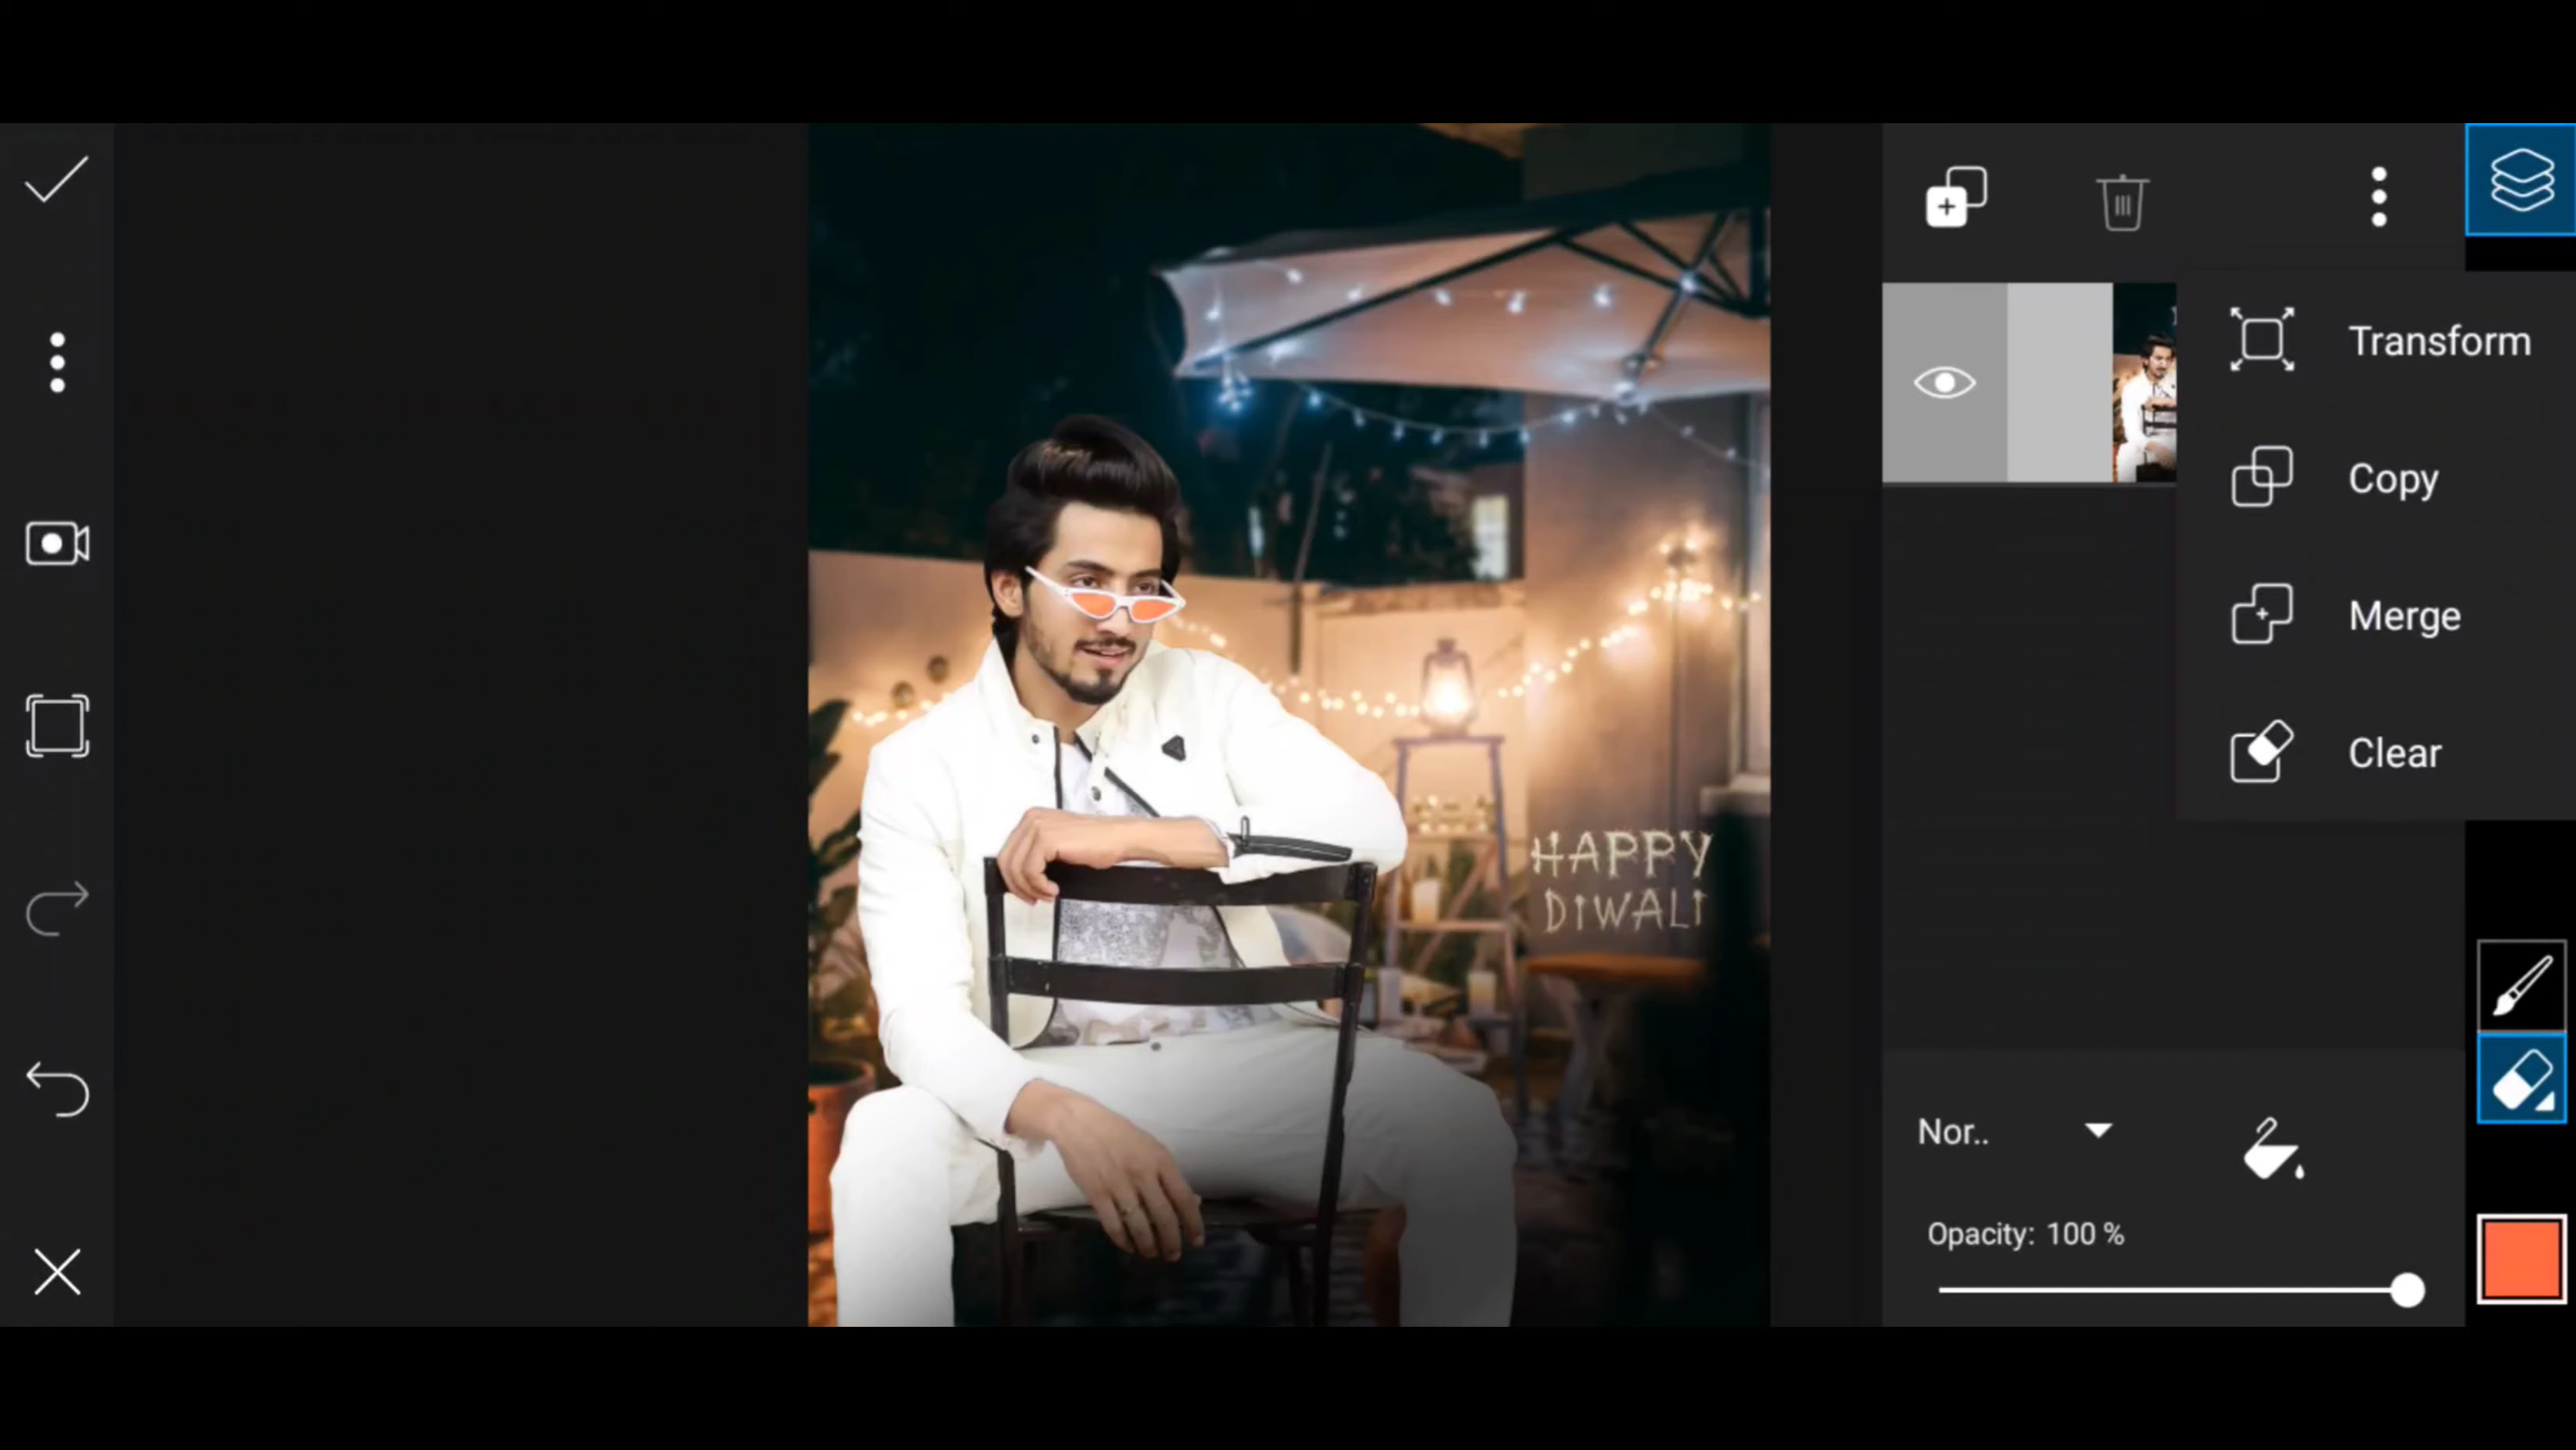 Transform
Copy
Merge
Clear
HAPPY
DIWALI
Nor..
Opacity: 100 %